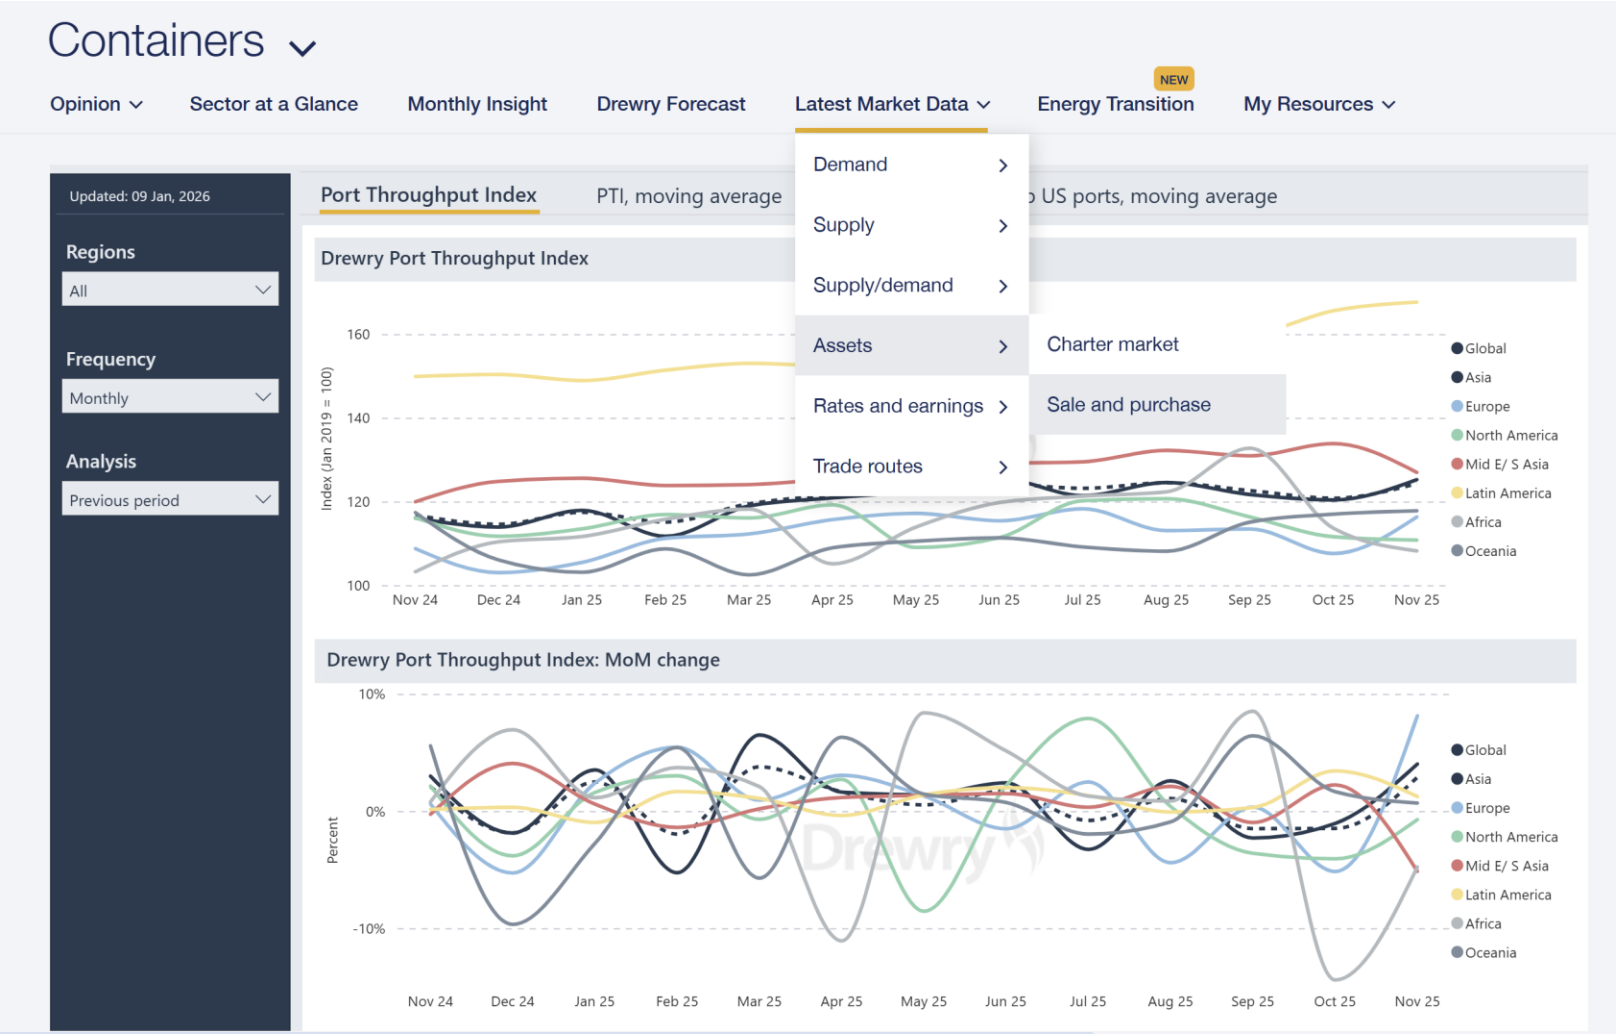 Containers
NEW
Opinion
Sector at a Glance
Monthly Insight
Drewry Forecast
Latest Market Data
Energy Transition
My Resources
Updated: 09 Jan, 2026
Regions
All
Frequency
Monthly
Analysis
Previous period
Port Throughput Index
PTI, moving average
US ports, moving average
Demand
Supply
Supply/demand
Assets
Rates and earnings
Trade routes
Charter market
Sale and purchase
Drewry Port Throughput Index
Index (Jan 2019 = 100)
160
140
120
100
Nov 24 Dec 24 Jan 25 Feb 25 Mar 25 Apr 25 May 25 Jun 25 Jul 25 Aug 25 Sep 25 Oct 25 Nov 25
Global
Asia
Europe
North America
Mid E/ S Asia
Latin America
Africa
Oceania
Drewry Port Throughput Index: MoM change
Percent
10%
0%
-10%
Drewry
Nov 24 Dec 24 Jan 25 Feb 25 Mar 25 Apr 25 May 25 Jun 25 Jul 25 Aug 25 Sep 25 Oct 25 Nov 25
Global
Asia
Europe
North America
Mid E/ S Asia
Latin America
Africa
Oceania